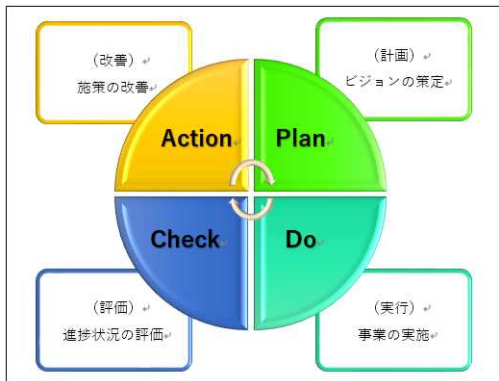 （改善）
施策の改善
（計画）
ビジョンの策定
Action
Plan
Check
Do
（評価）
進捗状況の評価
（実行）
事業の実施